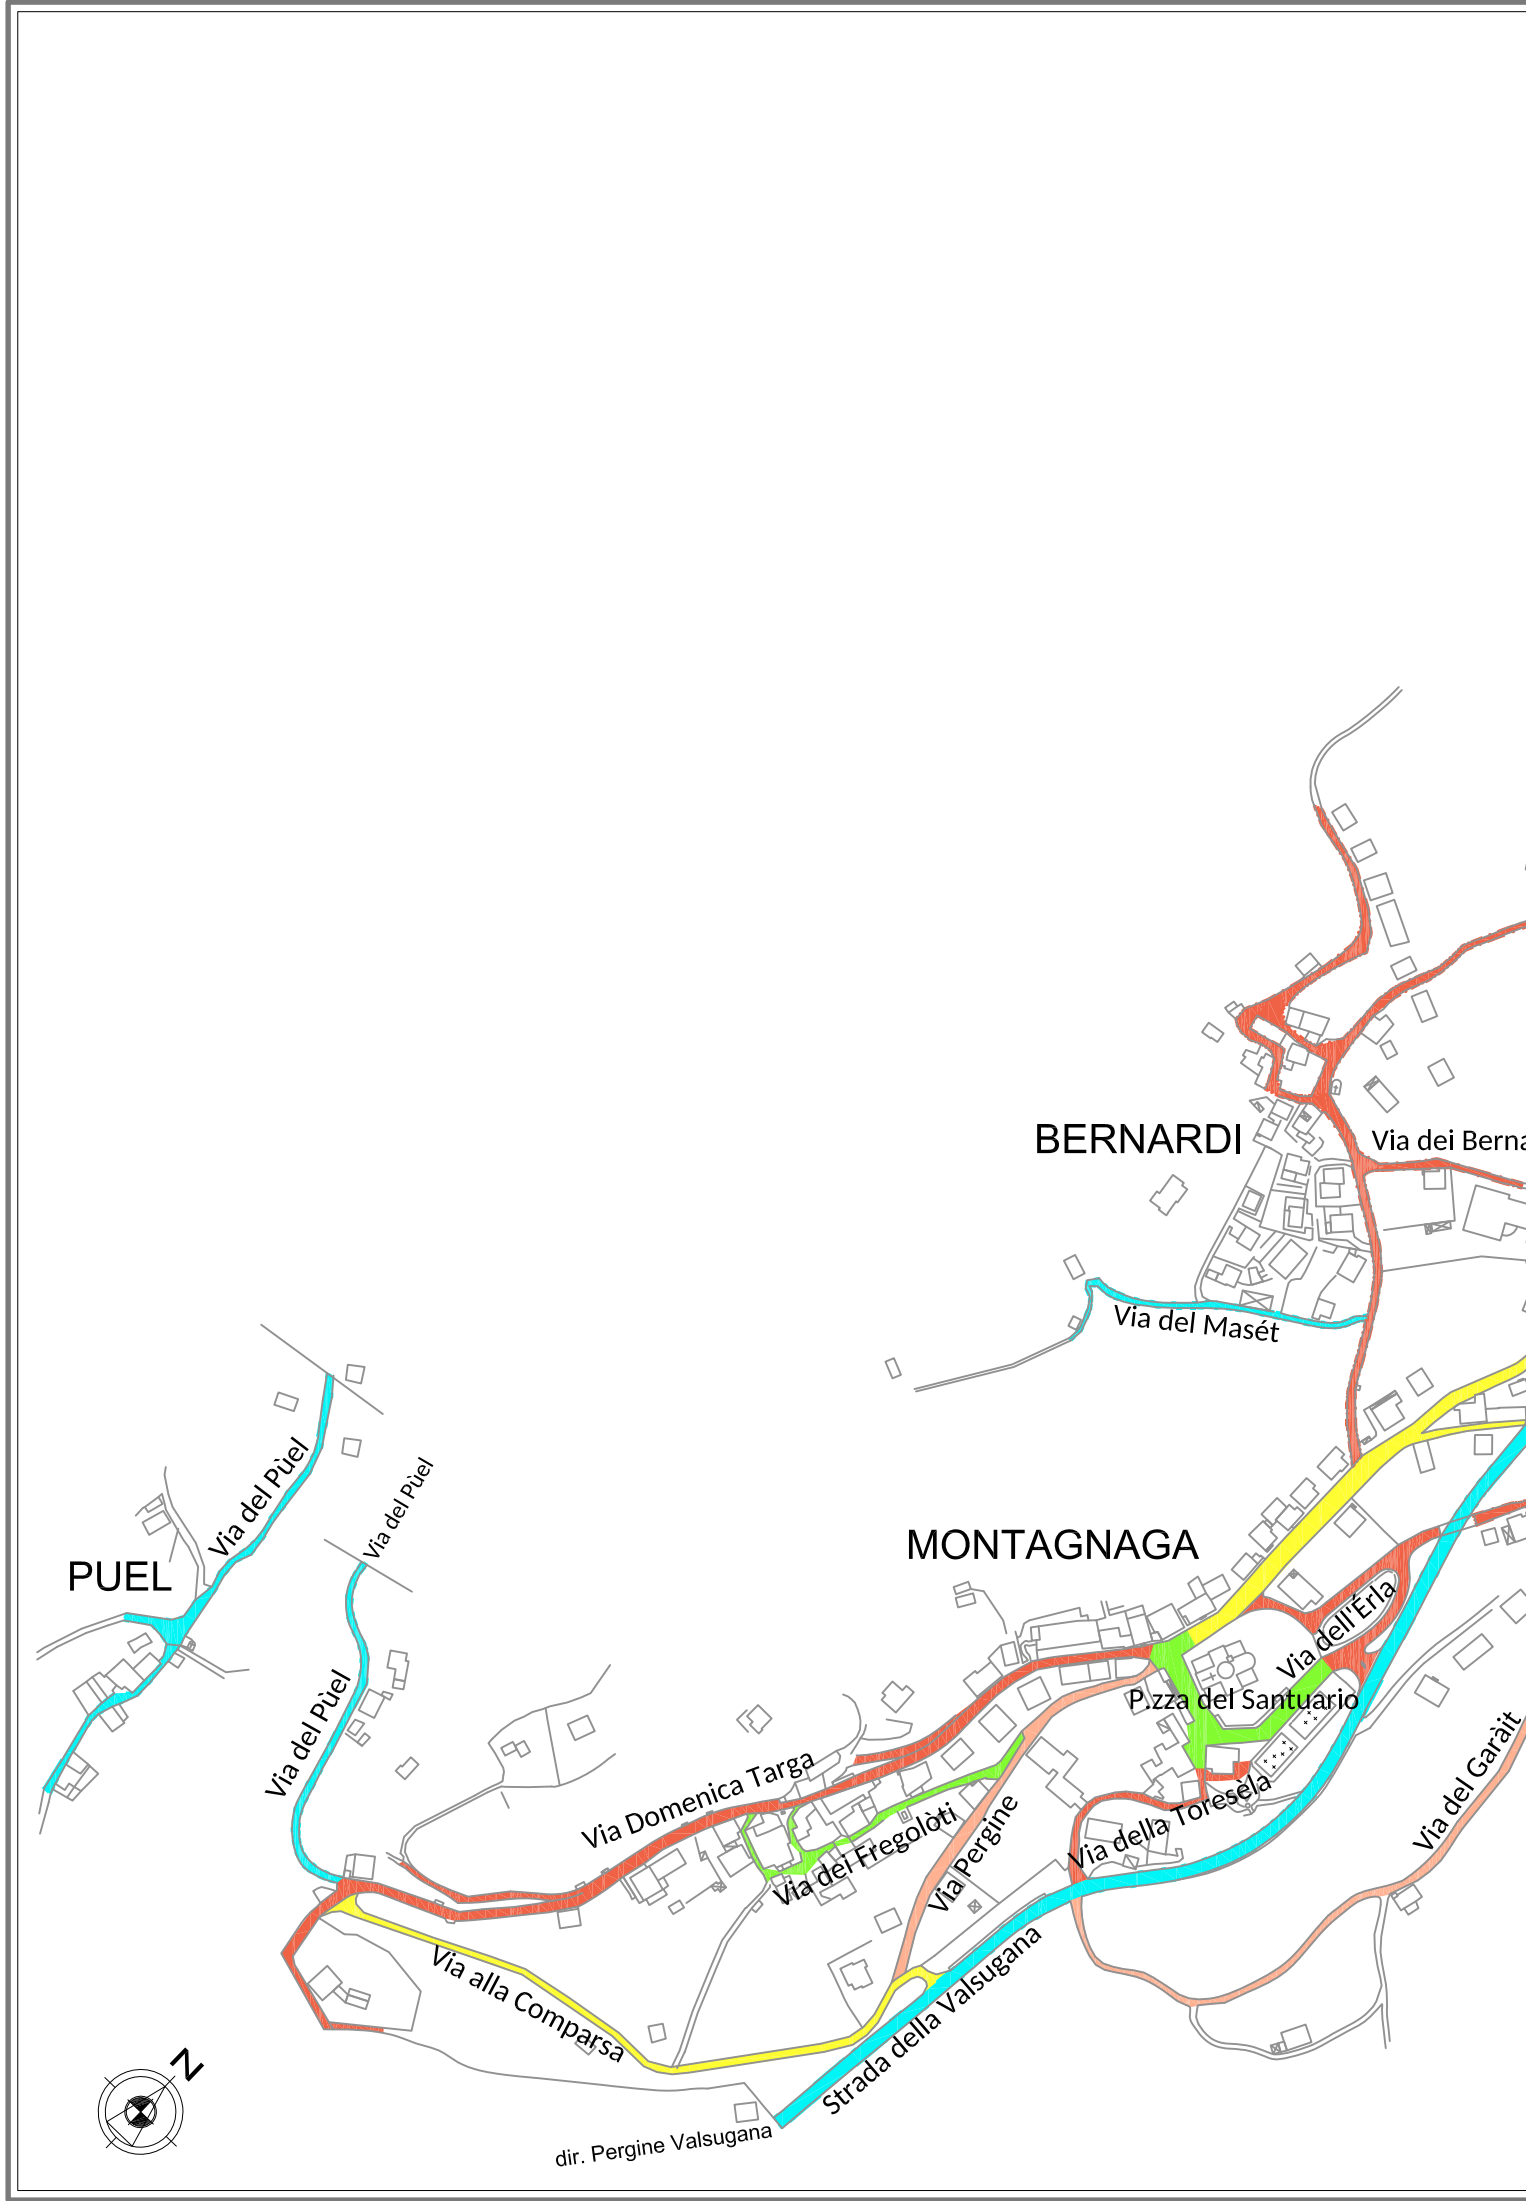 BERNARDI
Via dei Berna
Via del Masét
Via del Pùel
Via del Pùel
PUEL
MONTAGNAGA
Via dell'Érla
P.zza del Santuario
Via del Pùel
Via Domenica Targa
Via dei Fregolòti
Via Pergine
Via della Toresèla
Via del Garàit
Via alla Comparsa
Strada della Valsugana
N
dir. Pergine Valsugana